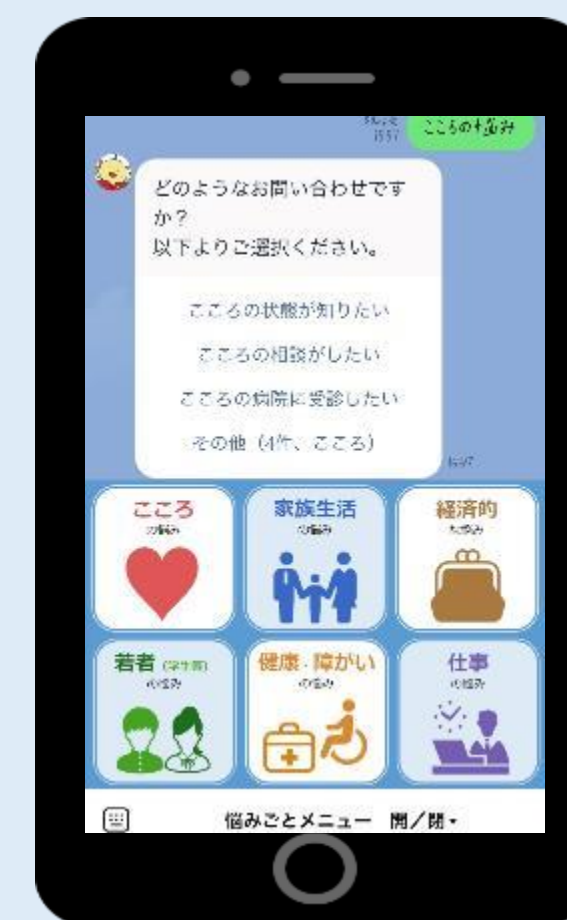 こころの悩み
どのようなお問い合わせです
か？
以下よりご選択ください。
こころの状態が知りたい
こころの相談がしたい
こころの病院に受診したい
その他（4件、こころ）
こころ
の悩み
家族生活
の悩み
経済的
な悩み
若者（学生等）
の悩み
健康・障がい
の悩み
仕事
の悩み
悩みごとメニュー　開／閉